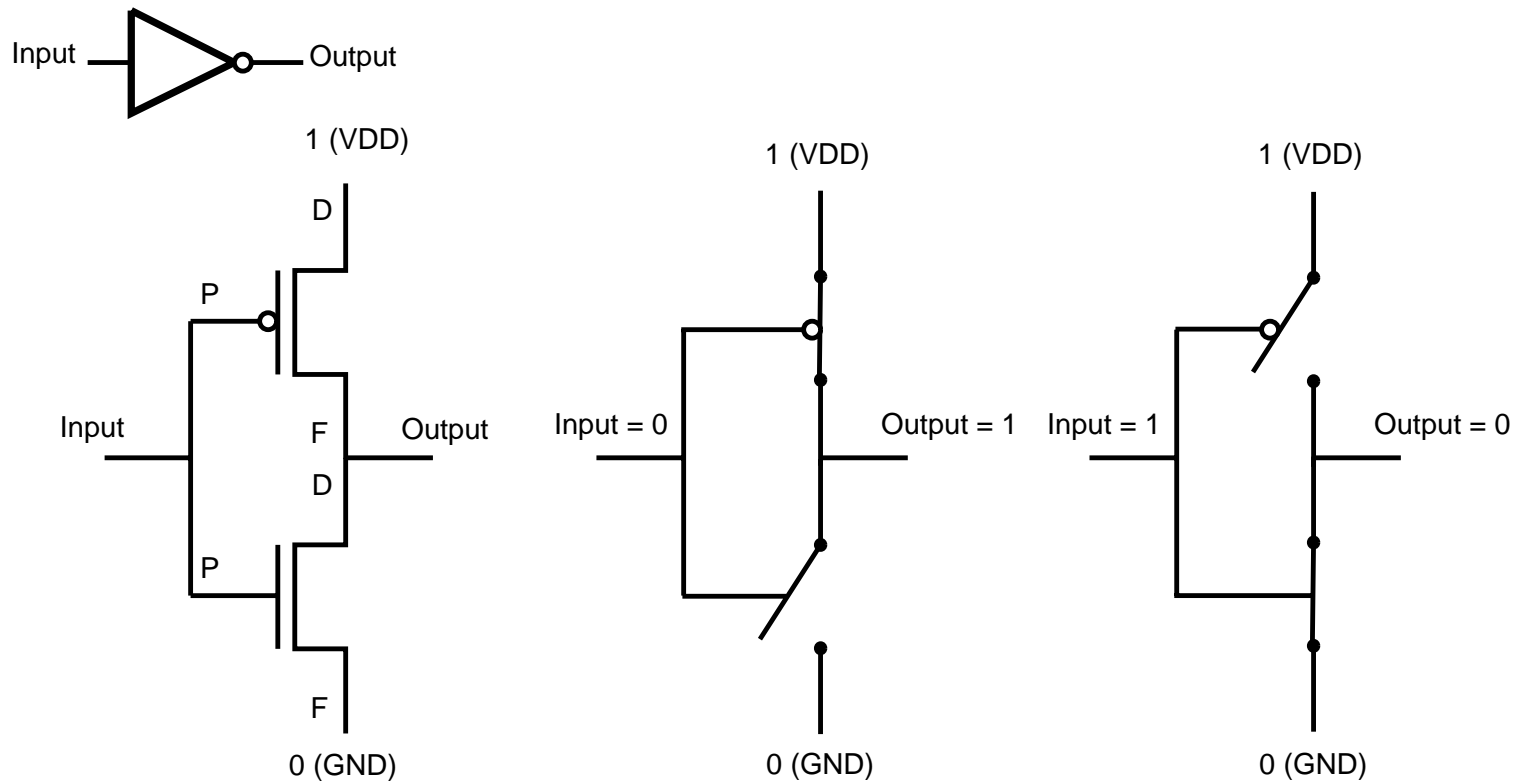 Input
Output
1 (VDD)
D
P
F
Input
Output
D
P
F
0 (GND)
1 (VDD)
Input = 0
Output = 1
0 (GND)
1 (VDD)
Input = 1
Output = 0
0 (GND)